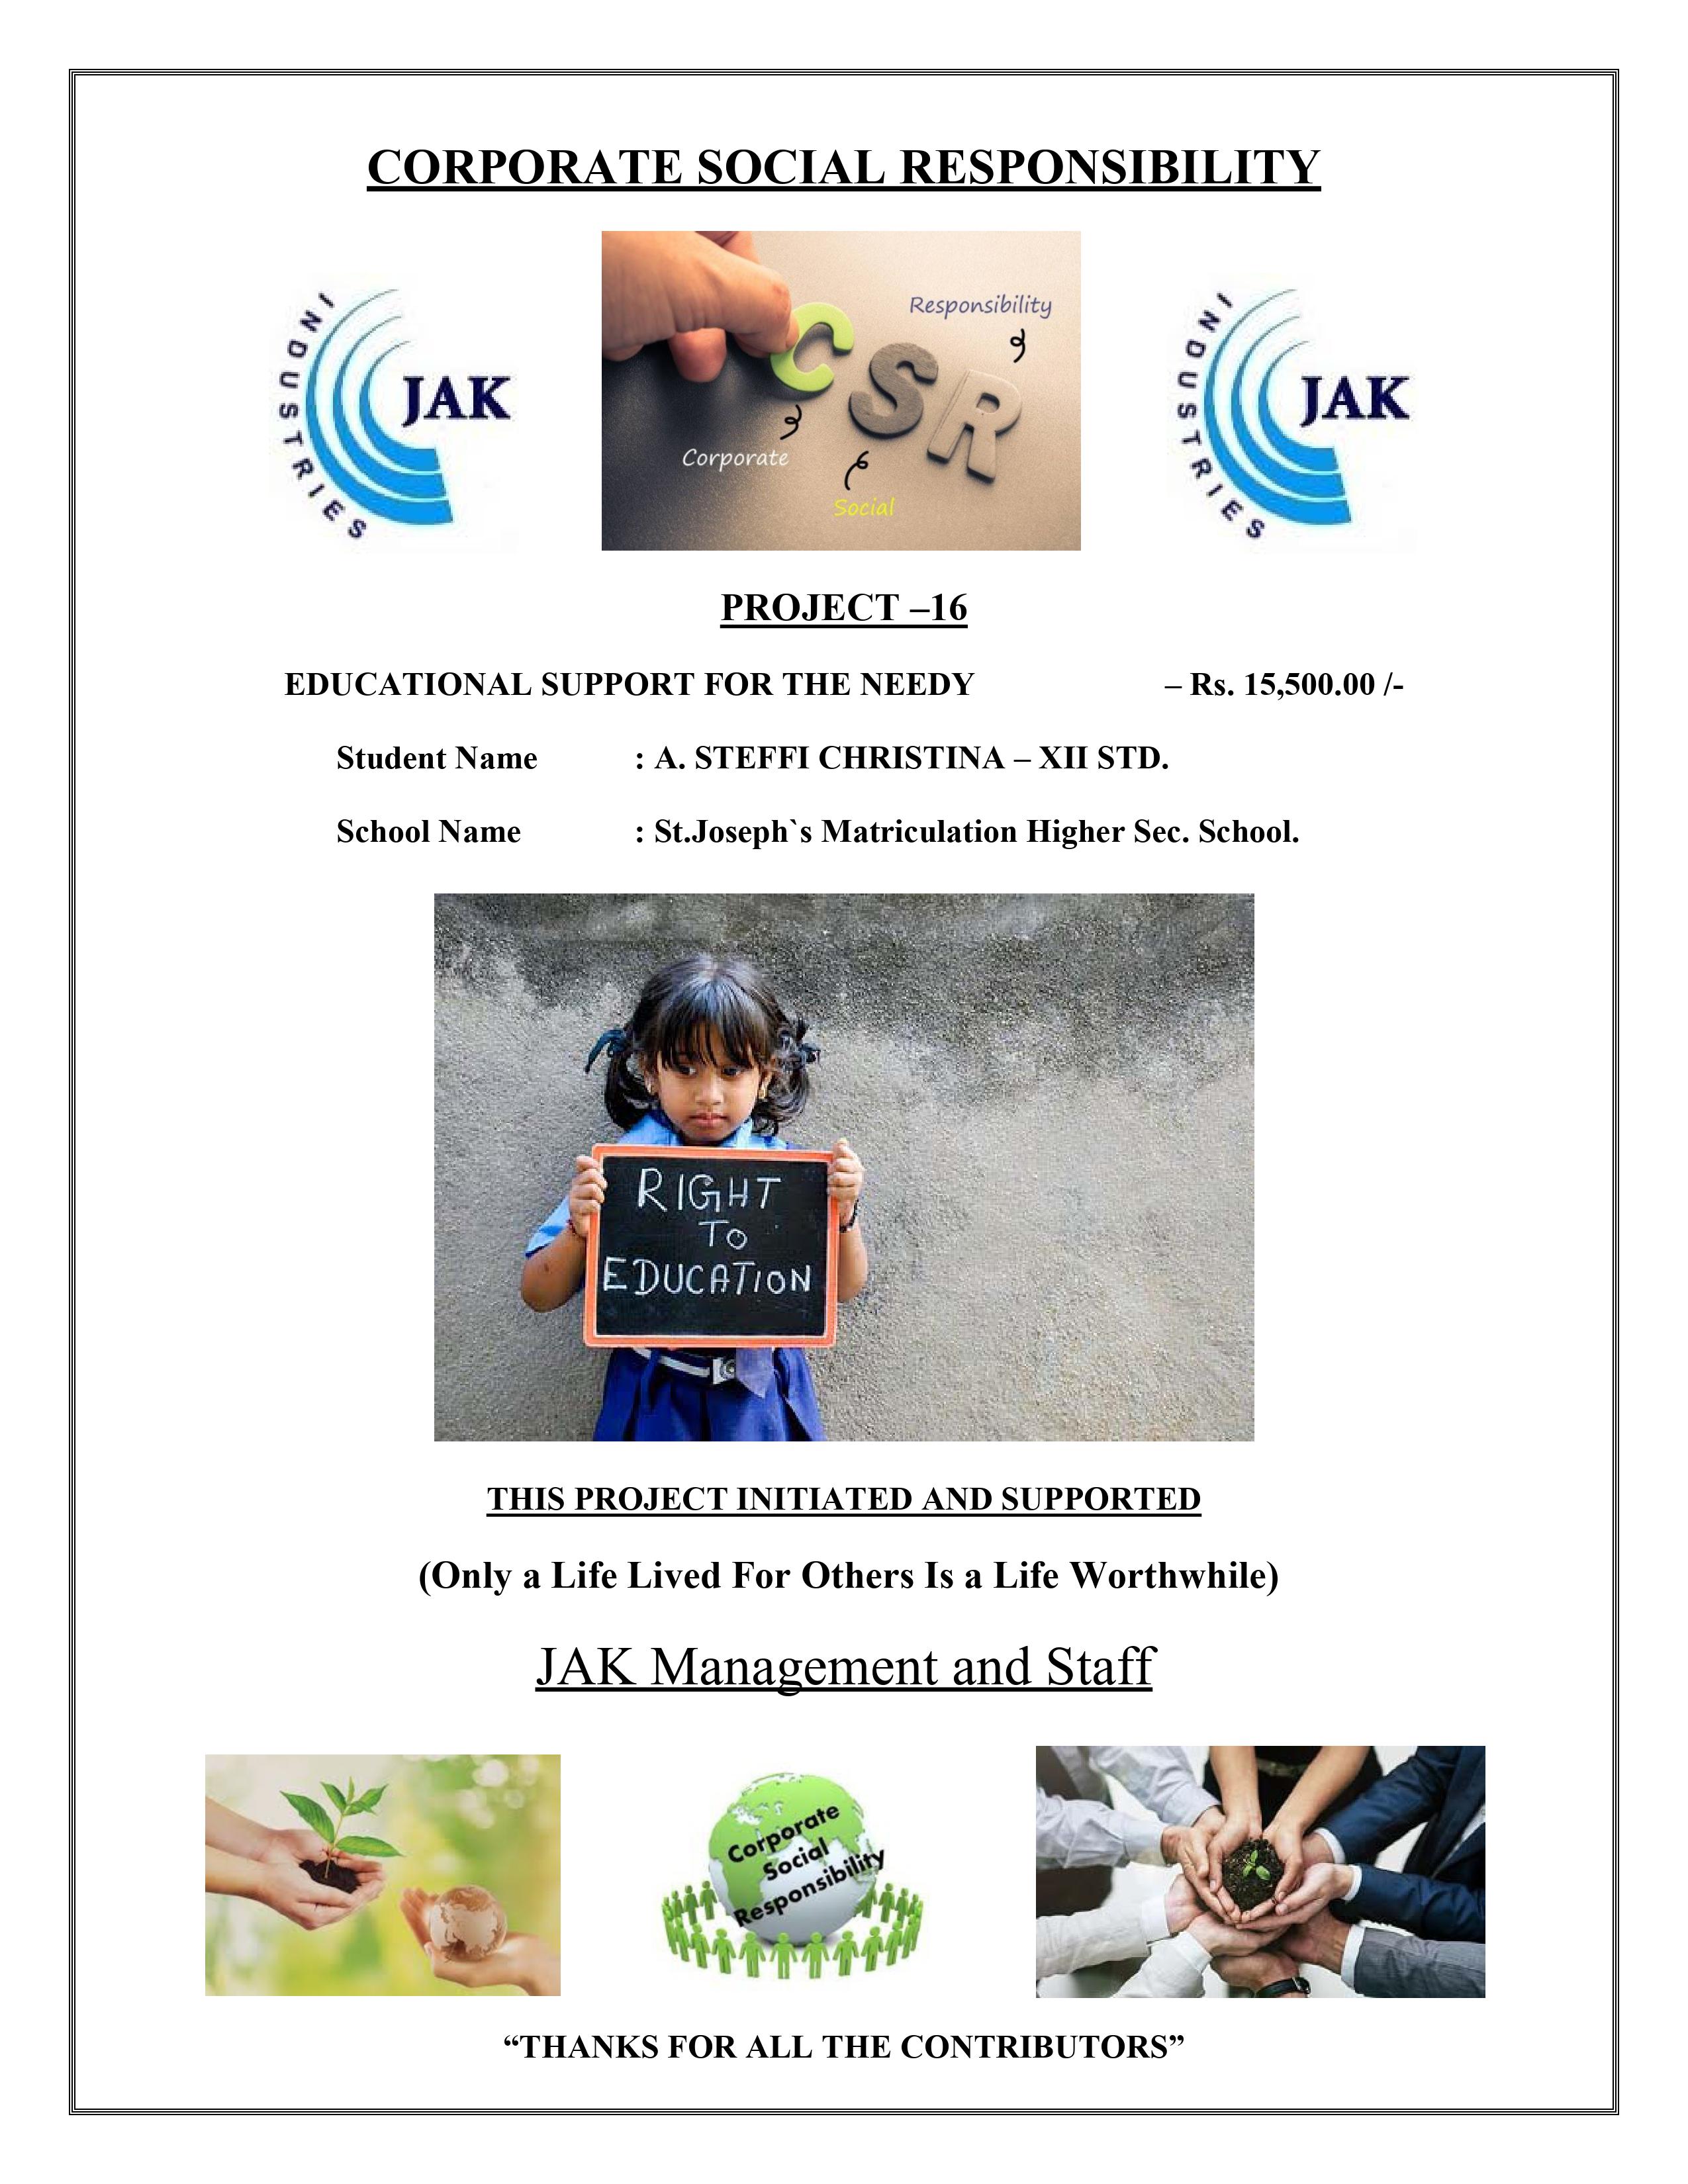 CORPORATE SOCIAL RESPONSIBILITY
INDUSTRIES
JAK
C S R
Responsibility
Corporate
Social
INDUSTRIES
JAK
PROJECT –16
EDUCATIONAL SUPPORT FOR THE NEEDY – Rs. 15,500.00 /-
Student Name : A. STEFFI CHRISTINA – XII STD.
School Name : St.Joseph`s Matriculation Higher Sec. School.
RIGHT
TO
EDUCATION
THIS PROJECT INITIATED AND SUPPORTED
(Only a Life Lived For Others Is a Life Worthwhile)
JAK Management and Staff
Corporate
Social
Responsibility
“THANKS FOR ALL THE CONTRIBUTORS”